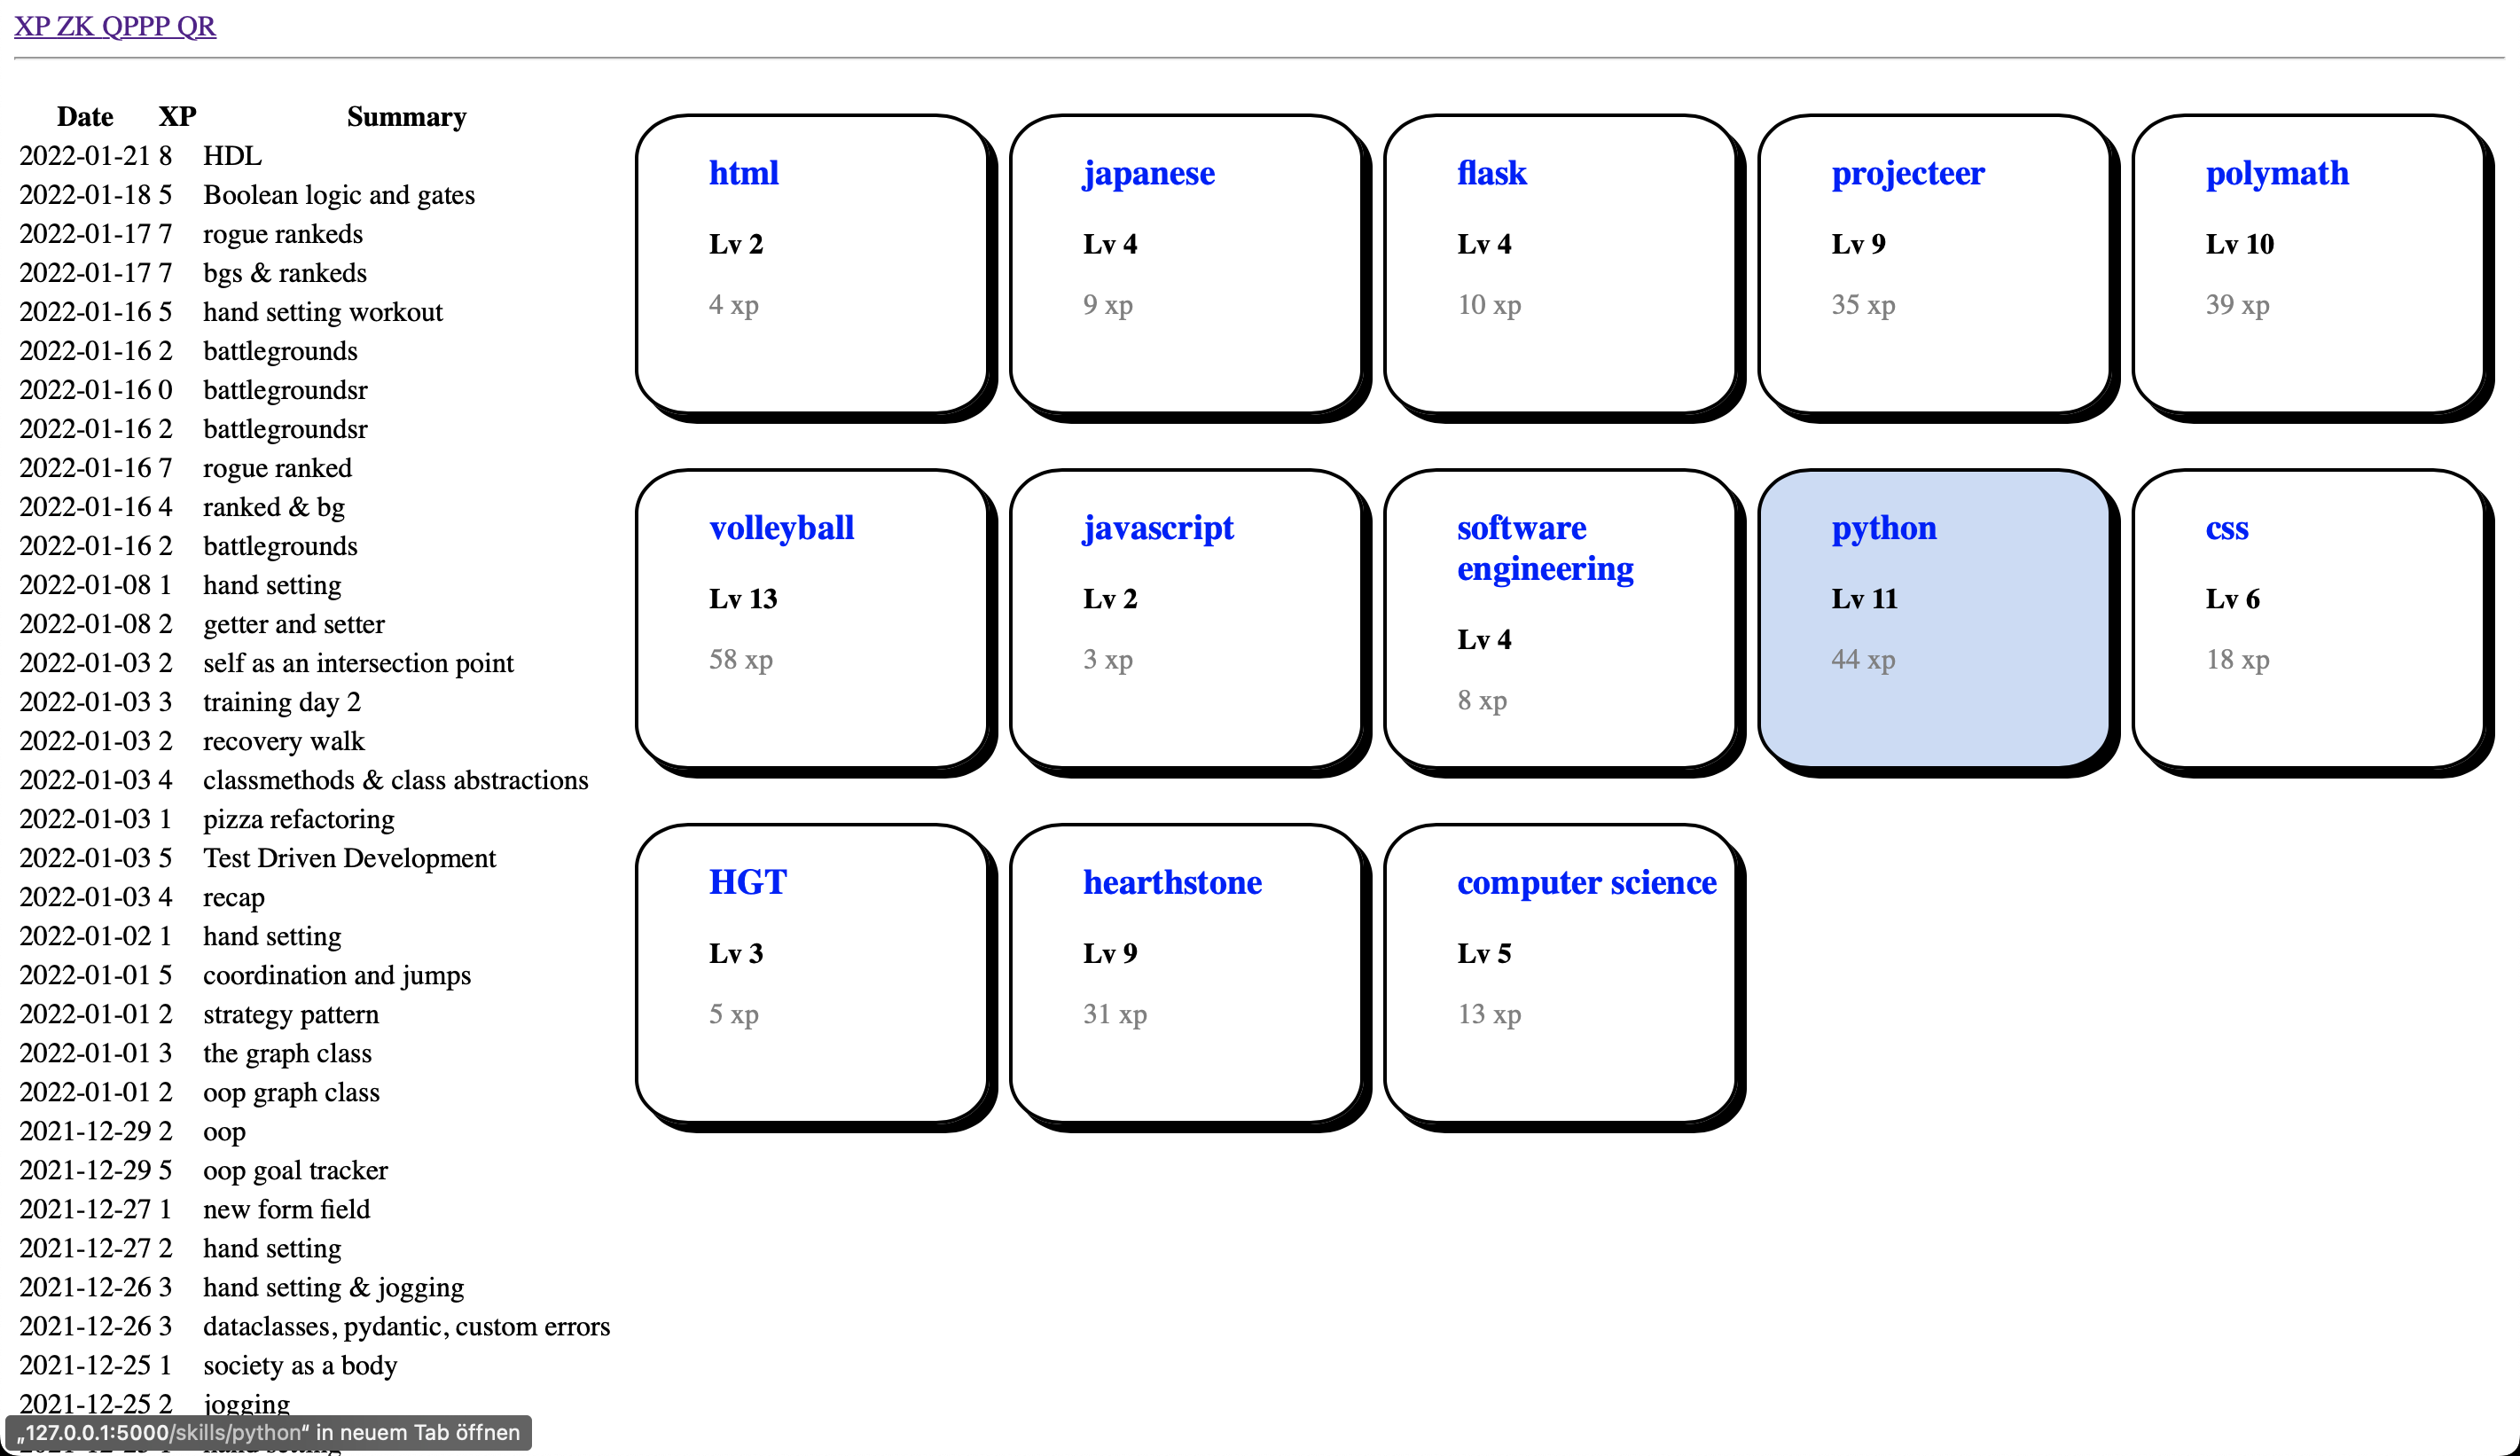 XP ZK QPPP QR
Date XP Summary
2022-01-21 8 HDL
2022-01-18 5 Boolean logic and gates
2022-01-17 7 rogue rankeds
2022-01-17 7 bgs & rankeds
2022-01-16 5 hand setting workout
2022-01-16 2 battlegrounds
2022-01-16 0 battlegroundsr
2022-01-16 2 battlegroundsr
2022-01-16 7 rogue ranked
2022-01-16 4 ranked & bg
2022-01-16 2 battlegrounds
2022-01-08 1 hand setting
2022-01-08 2 getter and setter
2022-01-03 2 self as an intersection point
2022-01-03 3 training day 2
2022-01-03 2 recovery walk
2022-01-03 4 classmethods & class abstractions
2022-01-03 1 pizza refactoring
2022-01-03 5 Test Driven Development
2022-01-03 4 recap
2022-01-02 1 hand setting
2022-01-01 5 coordination and jumps
2022-01-01 2 strategy pattern
2022-01-01 3 the graph class
2022-01-01 2 oop graph class
2021-12-29 2 oop
2021-12-29 5 oop goal tracker
2021-12-27 1 new form field
2021-12-27 2 hand setting
2021-12-26 3 hand setting & jogging
2021-12-26 3 dataclasses, pydantic, custom errors
2021-12-25 1 society as a body
2021-12-25 2 jogging
„127.0.0.1:5000/skills/python“ in neuem Tab öffnen
html
Lv 2
4 xp
japanese
Lv 4
9 xp
flask
Lv 4
10 xp
projecteer
Lv 9
35 xp
polymath
Lv 10
39 xp
volleyball
Lv 13
58 xp
javascript
Lv 2
3 xp
software
engineering
Lv 4
8 xp
python
Lv 11
44 xp
css
Lv 6
18 xp
HGT
Lv 3
5 xp
hearthstone
Lv 9
31 xp
computer science
Lv 5
13 xp